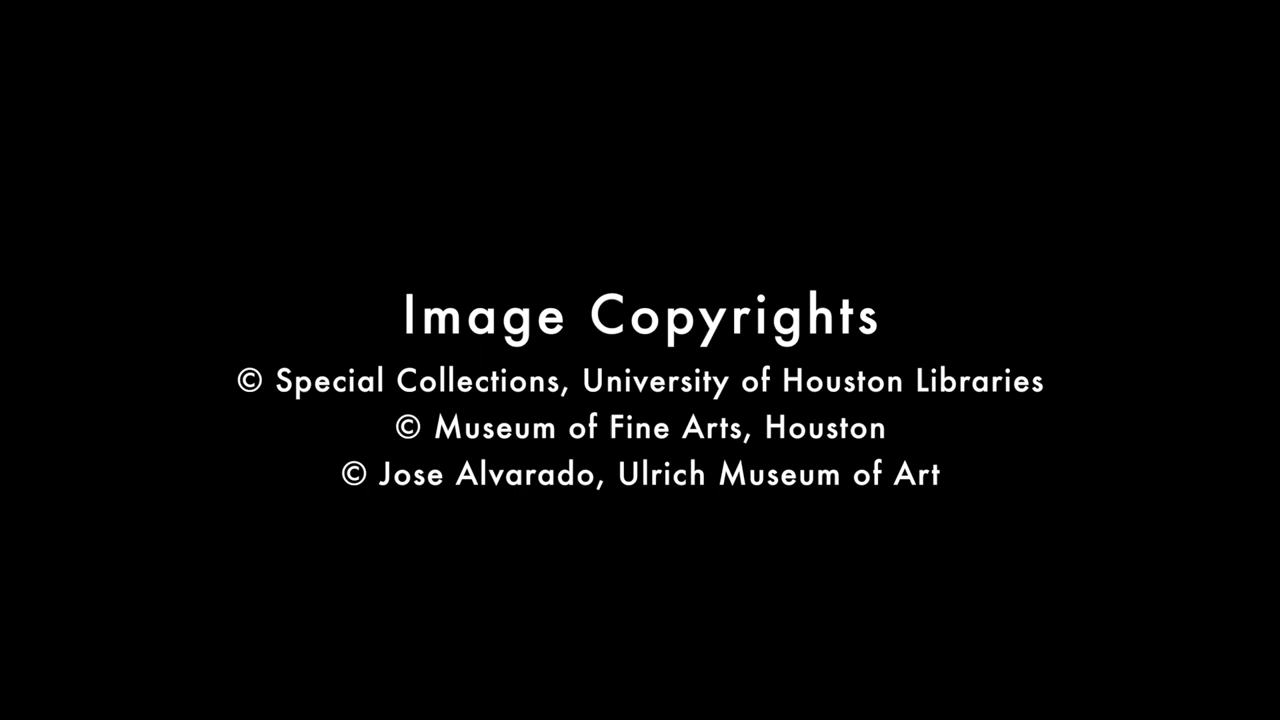 Image Copyrights
© Special Collections, University of Houston Libraries
© Museum of Fine Arts, Houston
© Jose Alvarado, Ulrich Museum of Art